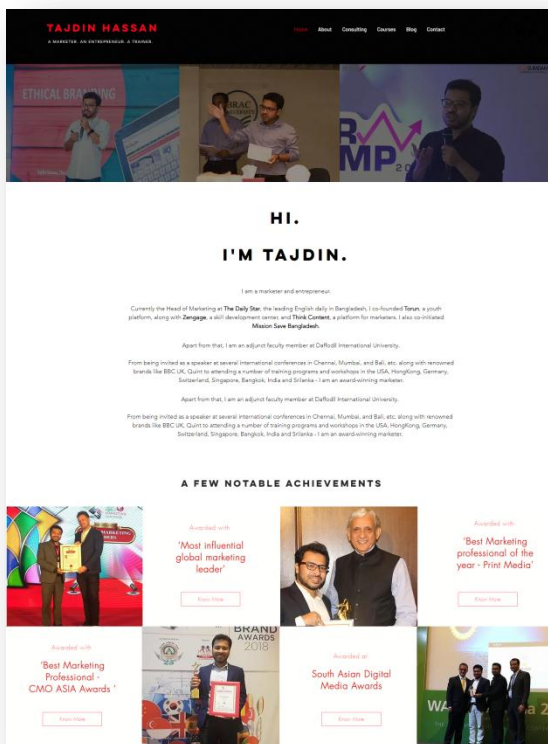 TAJDIN HASSAN
A MARKETER. AN ENTREPRENEUR. A TRAINER.
Home About Consulting Courses Blog Contact
ETHICAL BRANDING
BRAC
UNIVERSITY
MP
HI.
I'M TAJDIN.
I am a marketer and entrepreneur.
Currently the Head of Marketing at The Daily Star, the leading English daily in Bangladesh, I co-founded Torun, a youth
platform, along with Zengage, a skill development center, and Think Content, a platform for marketers. I also co-initiated
Mission Save Bangladesh.
Apart from that, I am an adjunct faculty member at Daffodil International University.
From being invited as a speaker at several international conferences in Chennai, Mumbai, and Bali, etc. along with renowned
brands like BBC UK, Quint to attending a number of training programs and workshops in the USA, HongKong, Germany,
Switzerland, Singapore, Bangkok, India and Srilanka - I am an award-winning marketer.
Apart from that, I am an adjunct faculty member at Daffodil International University.
From being invited as a speaker at several international conferences in Chennai, Mumbai, and Bali, etc. along with renowned
brands like BBC UK, Quint to attending a number of training programs and workshops in the USA, HongKong, Germany,
Switzerland, Singapore, Bangkok, India and Srilanka - I am an award-winning marketer.
A FEW NOTABLE ACHIEVEMENTS
Awarded with
'Most influential
global marketing
leader'
Know More
Awarded with
'Best Marketing
professional of the
year - Print Media'
Know More
Awarded with
'Best Marketing
Professional -
CMO ASIA Awards '
Know More
BRAND
AWARDS
2018
Awarded at
South Asian Digital
Media Awards
Know More